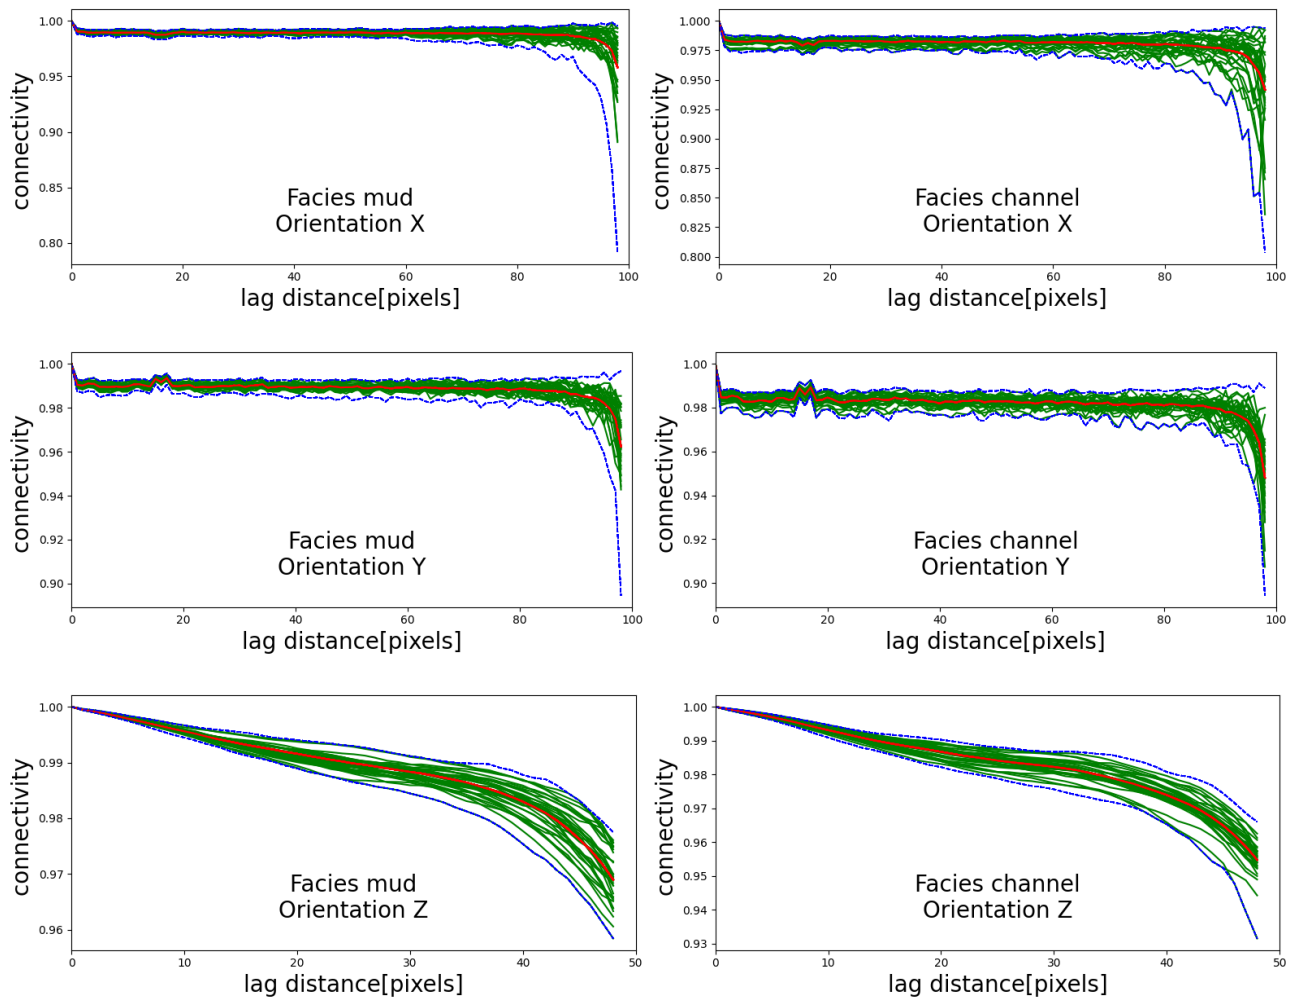 1.00
0.95
0.90
0.85
0.80
connectivity
Facies mud
Orientation X
0 20 40 60 80 100
lag distance[pixels]
1.000
0.975
0.950
0.925
0.900
0.875
0.850
0.825
0.800
connectivity
Facies channel
Orientation X
0 20 40 60 80 100
lag distance[pixels]
1.00
0.98
0.96
0.94
0.92
0.90
connectivity
Facies mud
Orientation Y
0 20 40 60 80 100
lag distance[pixels]
1.00
0.98
0.96
0.94
0.92
0.90
connectivity
Facies channel
Orientation Y
0 20 40 60 80 100
lag distance[pixels]
1.00
0.99
0.98
0.97
0.96
connectivity
Facies mud
Orientation Z
0 10 20 30 40 50
lag distance[pixels]
1.00
0.99
0.98
0.97
0.96
0.95
0.94
0.93
connectivity
Facies channel
Orientation Z
0 10 20 30 40 50
lag distance[pixels]